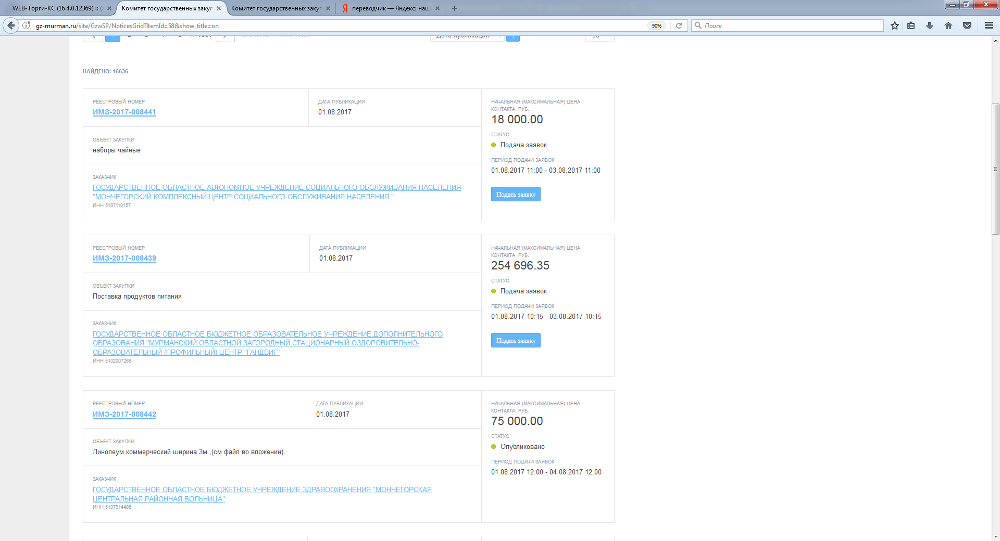 WEB-Торги-КС (16.4.0.12369) :: (
Комитет государственных закуп
Комитет государственных закуп
переводчик — Яндекс: наш
gz-murman.ru/site/GzwSP/NoticesGrid?ItemId=58&show_title=on
90%
Поиск
НАЙДЕНО: 16636
РЕЕСТРОВЫЙ НОМЕР
ИМЗ-2017-008441
ДАТА ПУБЛИКАЦИИ
01.08.2017
НАЧАЛЬНАЯ (МАКСИМАЛЬНАЯ) ЦЕНА
КОНТАКТА, РУБ.
18 000.00
СТАТУС
Подача заявок
ПЕРИОД ПОДАЧИ ЗАЯВОК
01.08.2017 11:00 - 03.08.2017 11:00
Подать заявку
ОБЪЕКТ ЗАКУПКИ
наборы чайные
ЗАКАЗЧИК
ГОСУДАРСТВЕННОЕ ОБЛАСТНОЕ АВТОНОМНОЕ УЧРЕЖДЕНИЕ СОЦИАЛЬНОГО ОБСЛУЖИВАНИЯ НАСЕЛЕНИЯ
"МОНЧЕГОРСКИЙ КОМПЛЕКСНЫЙ ЦЕНТР СОЦИАЛЬНОГО ОБСЛУЖИВАНИЯ НАСЕЛЕНИЯ "
ИНН 5107110157
РЕЕСТРОВЫЙ НОМЕР
ИМЗ-2017-008439
ДАТА ПУБЛИКАЦИИ
01.08.2017
НАЧАЛЬНАЯ (МАКСИМАЛЬНАЯ) ЦЕНА
КОНТАКТА, РУБ.
254 696.35
СТАТУС
Подача заявок
ПЕРИОД ПОДАЧИ ЗАЯВОК
01.08.2017 10:15 - 03.08.2017 10:15
Подать заявку
ОБЪЕКТ ЗАКУПКИ
Поставка продуктов питания
ЗАКАЗЧИК
ГОСУДАРСТВЕННОЕ ОБЛАСТНОЕ БЮДЖЕТНОЕ ОБРАЗОВАТЕЛЬНОЕ УЧРЕЖДЕНИЕ ДОПОЛНИТЕЛЬНОГО
ОБРАЗОВАНИЯ "МУРМАНСКИЙ ОБЛАСТНОЙ ЗАГОРОДНЫЙ СТАЦИОНАРНЫЙ ОЗДОРОВИТЕЛЬНО-
ОБРАЗОВАТЕЛЬНЫЙ (ПРОФИЛЬНЫЙ) ЦЕНТР "ГАНДВИГ"
ИНН 5102007269
РЕЕСТРОВЫЙ НОМЕР
ИМЗ-2017-008442
ДАТА ПУБЛИКАЦИИ
01.08.2017
НАЧАЛЬНАЯ (МАКСИМАЛЬНАЯ) ЦЕНА
КОНТАКТА, РУБ.
75 000.00
СТАТУС
Опубликовано
ПЕРИОД ПОДАЧИ ЗАЯВОК
01.08.2017 12:00 - 04.08.2017 12:00
ОБЪЕКТ ЗАКУПКИ
Линолеум коммерческий ширина 3м ,(см файл во вложении).
ЗАКАЗЧИК
ГОСУДАРСТВЕННОЕ ОБЛАСТНОЕ БЮДЖЕТНОЕ УЧРЕЖДЕНИЕ ЗДРАВООХРАНЕНИЯ "МОНЧЕГОРСКАЯ
ЦЕНТРАЛЬНАЯ РАЙОННАЯ БОЛЬНИЦА"
ИНН 5107914486